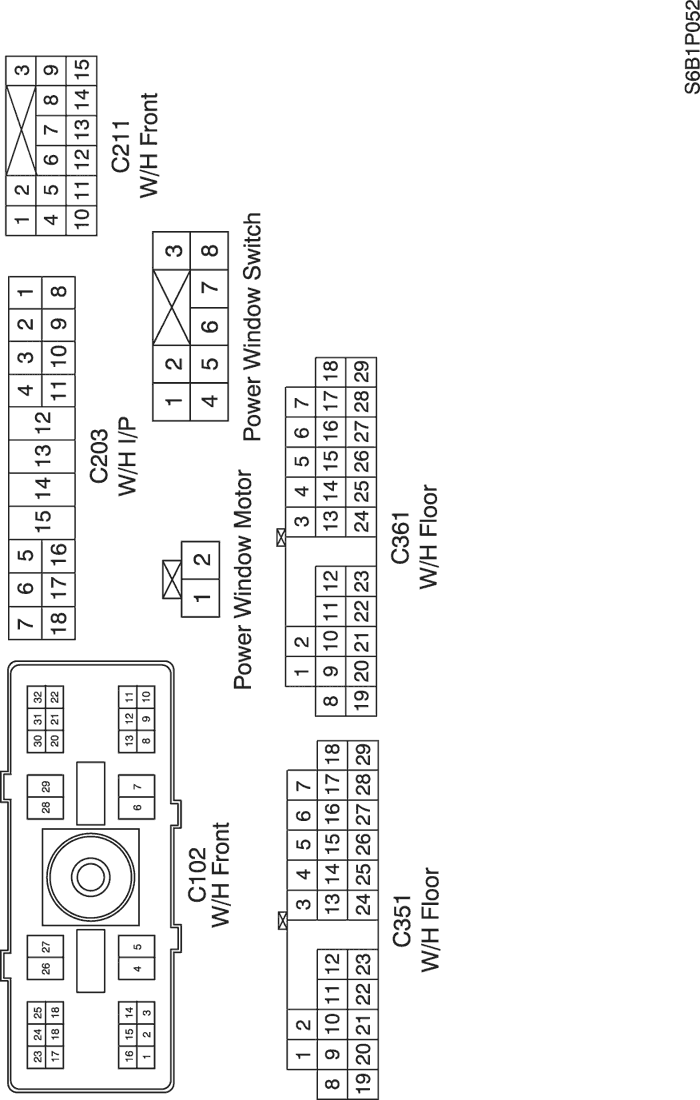 23 24 25
17 18 18
26 27
28 29
30 31 32
20 21 22
16 15 14
1 2 3
4 5
6 7
13 12 11
8 9 10
C102
W/H Front
7 6 5 15 14 13 12 4 3 2 1
18 17 16 11 10 9 8
C203
W/H I/P
1 2 3
4 5 6 7 8 9
10 11 12 13 14 15
C211
W/H Front
1 2
Power Window Motor
1 2 3
4 5 6 7 8
Power Window Switch
1 2 3 4 5 6 7
8 9 10 11 12 13 14 15 16 17 18
19 20 21 22 23 24 25 26 27 28 29
C351
W/H Floor
1 2 3 4 5 6 7
8 9 10 11 12 13 14 15 16 17 18
19 20 21 22 23 24 25 26 27 28 29
C361
W/H Floor
S6B1P052